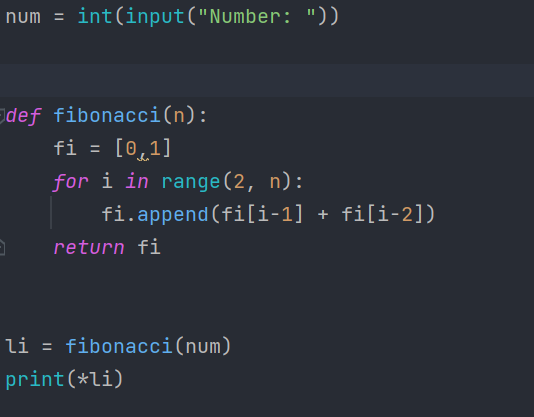 num = int(input("Number: "))
def fibonacci(n):
    fi = [0,1]
    for i in range(2, n):
        fi.append(fi[i-1] + fi[i-2])
    return fi
li = fibonacci(num)
print(*li)